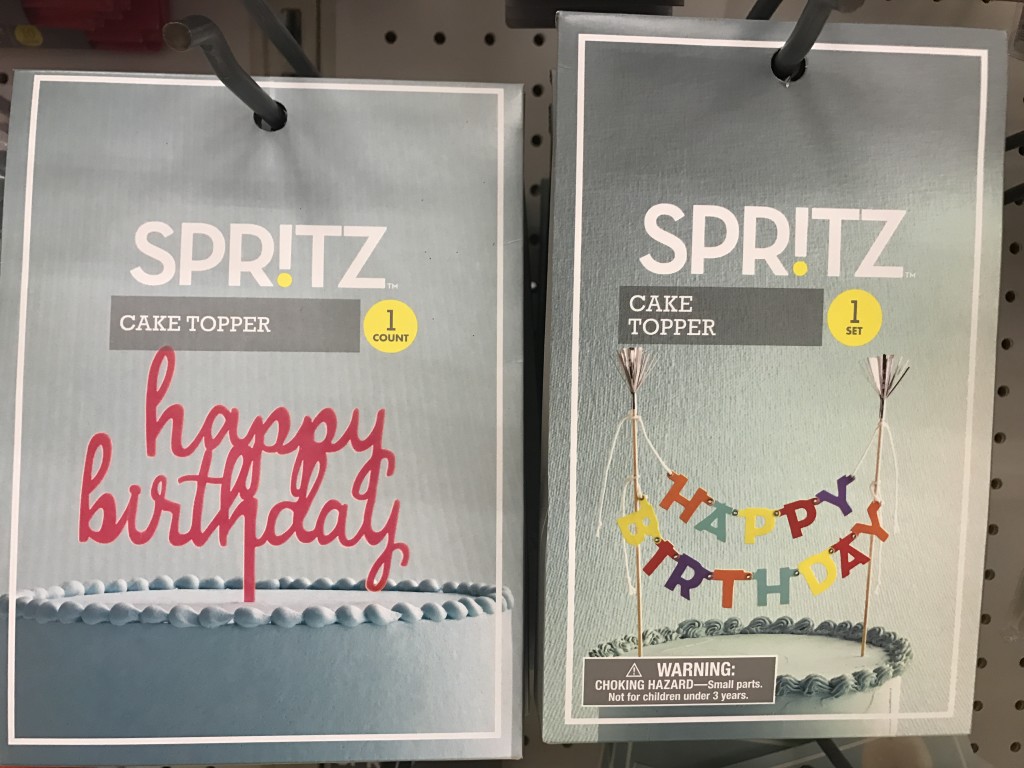 SPR!TZ™
CAKE TOPPER
1
COUNT
happy
birthday
SPR!TZ™
CAKE
TOPPER
1
SET
HAPPY
BIRTHDAY
⚠ WARNING:
CHOKING HAZARD—Small parts.
Not for children under 3 years.